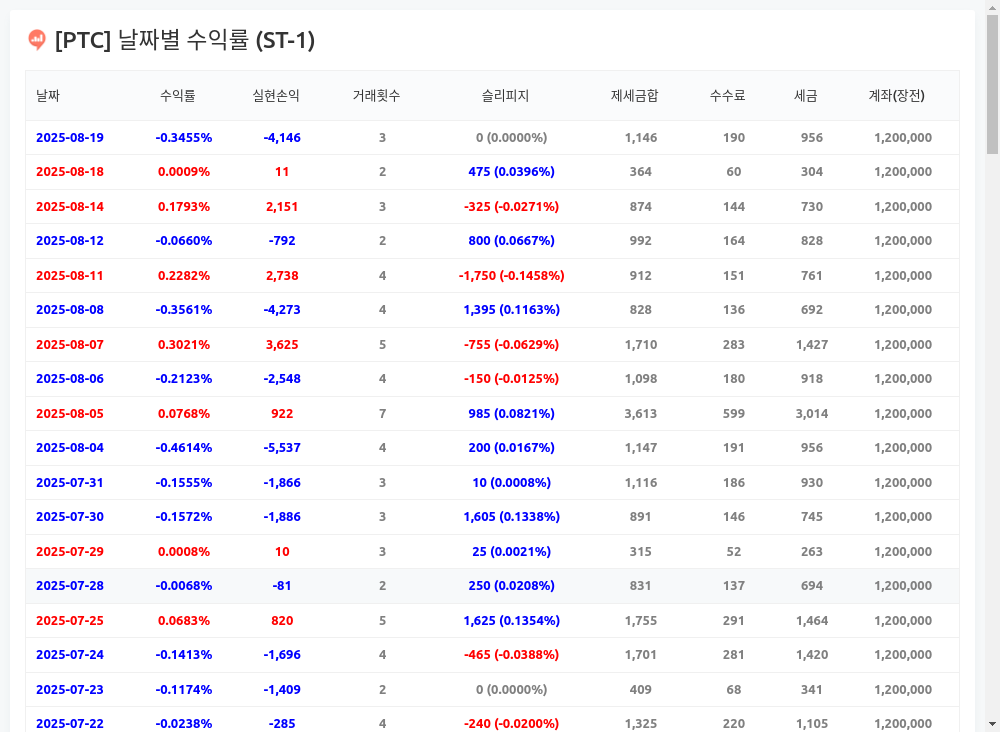 [PTC] 날짜별 수익률 (ST-1)
날짜 수익률 실현손익 거래횟수 슬리피지 제세금합 수수료 세금 계좌(장전)
2025-08-19 -0.3455% -4,146 3 0 (0.0000%) 1,146 190 956 1,200,000
2025-08-18 0.0009% 11 2 475 (0.0396%) 364 60 304 1,200,000
2025-08-14 0.1793% 2,151 3 -325 (-0.0271%) 874 144 730 1,200,000
2025-08-12 -0.0660% -792 2 800 (0.0667%) 992 164 828 1,200,000
2025-08-11 0.2282% 2,738 4 -1,750 (-0.1458%) 912 151 761 1,200,000
2025-08-08 -0.3561% -4,273 4 1,395 (0.1163%) 828 136 692 1,200,000
2025-08-07 0.3021% 3,625 5 -755 (-0.0629%) 1,710 283 1,427 1,200,000
2025-08-06 -0.2123% -2,548 4 -150 (-0.0125%) 1,098 180 918 1,200,000
2025-08-05 0.0768% 922 7 985 (0.0821%) 3,613 599 3,014 1,200,000
2025-08-04 -0.4614% -5,537 4 200 (0.0167%) 1,147 191 956 1,200,000
2025-07-31 -0.1555% -1,866 3 10 (0.0008%) 1,116 186 930 1,200,000
2025-07-30 -0.1572% -1,886 3 1,605 (0.1338%) 891 146 745 1,200,000
2025-07-29 0.0008% 10 3 25 (0.0021%) 315 52 263 1,200,000
2025-07-28 -0.0068% -81 2 250 (0.0208%) 831 137 694 1,200,000
2025-07-25 0.0683% 820 5 1,625 (0.1354%) 1,755 291 1,464 1,200,000
2025-07-24 -0.1413% -1,696 4 -465 (-0.0388%) 1,701 281 1,420 1,200,000
2025-07-23 -0.1174% -1,409 2 0 (0.0000%) 409 68 341 1,200,000
2025-07-22 -0.0238% -285 4 -240 (-0.0200%) 1,325 220 1,105 1,200,000